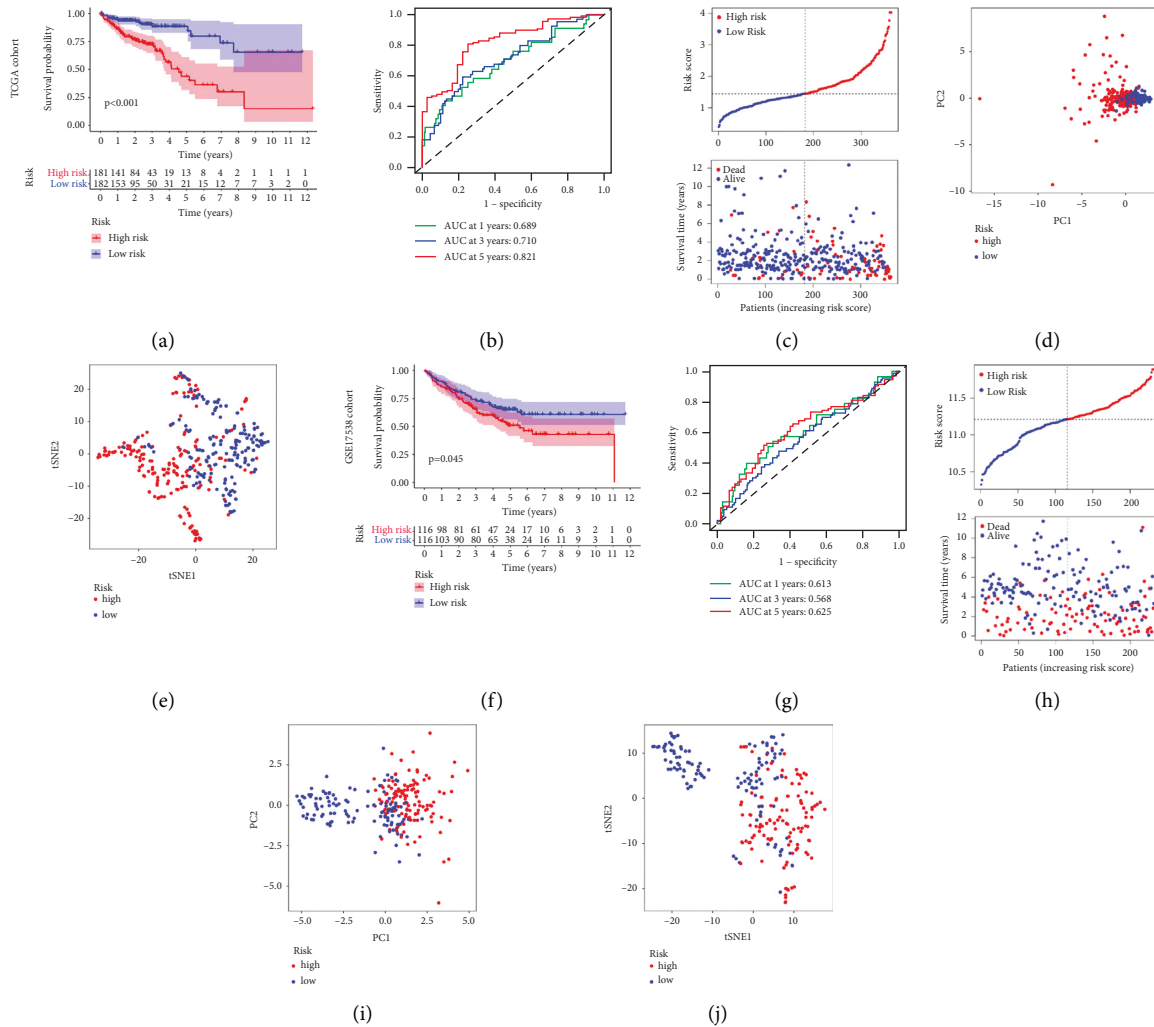 TCGA cohort
Survival probability
1.00
0.75
0.50
0.25
0.00
p<0.001
0 1 2 3 4 5 6 7 8 9 10 11 12
Time (years)
Risk
High risk 181 141 84 43 19 13 8 4 2 1 1 1 1
Low risk 182 153 95 50 31 21 15 12 7 7 3 2 0
0 1 2 3 4 5 6 7 8 9 10 11 12
Time (years)
Risk
High risk
Low risk
(a)
Sensitivity
1.0
0.8
0.6
0.4
0.2
0.0
0.0 0.2 0.4 0.6 0.8 1.0
1 – specificity
AUC at 1 years: 0.689
AUC at 3 years: 0.710
AUC at 5 years: 0.821
(b)
Risk score
4
3
2
1
High risk
Low Risk
0 100 200 300
Survival time (years)
12
10
8
6
4
2
0
Dead
Alive
0 100 200 300
Patients (increasing risk score)
(c)
PC2
5
0
−5
−10
−15 −10 −5 0
PC1
Risk
high
low
(d)
tSNE2
20
10
0
−10
−20
−20 0 20
tSNE1
Risk
high
low
(e)
GSE17538 cohort
Survival probability
1.00
0.75
0.50
0.25
0.00
p=0.045
0 1 2 3 4 5 6 7 8 9 10 11 12
Time (years)
Risk
High risk 116 98 81 61 47 24 17 10 6 3 2 1 0
Low risk 116 103 90 80 65 38 24 16 11 9 3 1 0
0 1 2 3 4 5 6 7 8 9 10 11 12
Time (years)
High risk
Low risk
(f)
Sensitivity
1.0
0.8
0.6
0.4
0.2
0.0
0.0 0.2 0.4 0.6 0.8 1.0
1 – specificity
AUC at 1 years: 0.613
AUC at 3 years: 0.568
AUC at 5 years: 0.625
(g)
Risk score
11.5
11.0
10.5
High risk
Low Risk
0 50 100 150 200
Survival time (years)
12
10
8
6
4
2
0
Dead
Alive
0 50 100 150 200
Patients (increasing risk score)
(h)
PC2
2.5
0.0
−2.5
−5.0
−5.0 −2.5 0.0 2.5 5.0
PC1
Risk
high
low
(i)
tSNE2
10
0
−10
−20
−20 −10 0 10
tSNE1
Risk
high
low
(j)